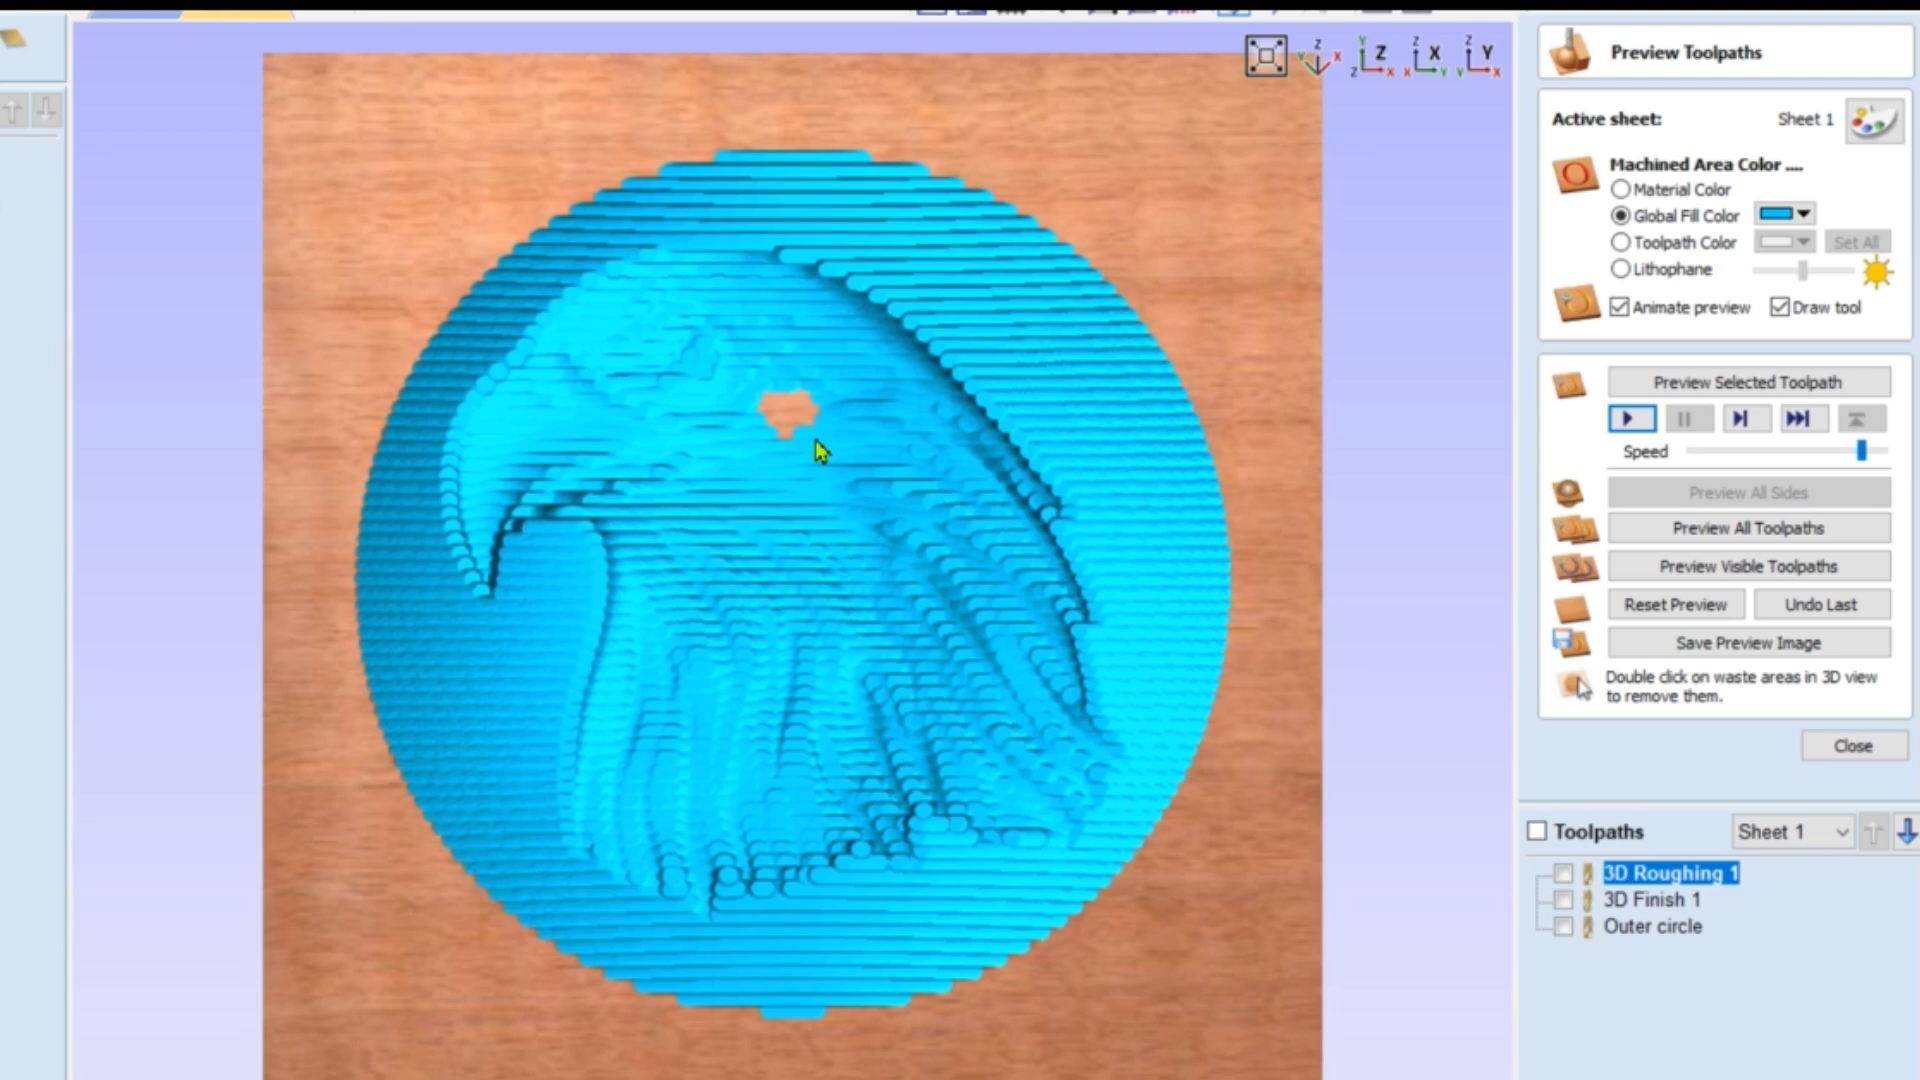 Z
Y
X
Y
Z
Z
X
Z
X
X
Y
Z
Y
Y
X
Preview Toolpaths
Active sheet:
Sheet 1
Machined Area Color ....
Material Color
Global Fill Color
Toolpath Color
Set All
Lithophane
Animate preview
Draw tool
Preview Selected Toolpath
Speed
Preview All Sides
Preview All Toolpaths
Preview Visible Toolpaths
Reset Preview
Undo Last
Save Preview Image
Double click on waste areas in 3D view
to remove them.
Close
Toolpaths
Sheet 1
3D Roughing 1
3D Finish 1
Outer circle